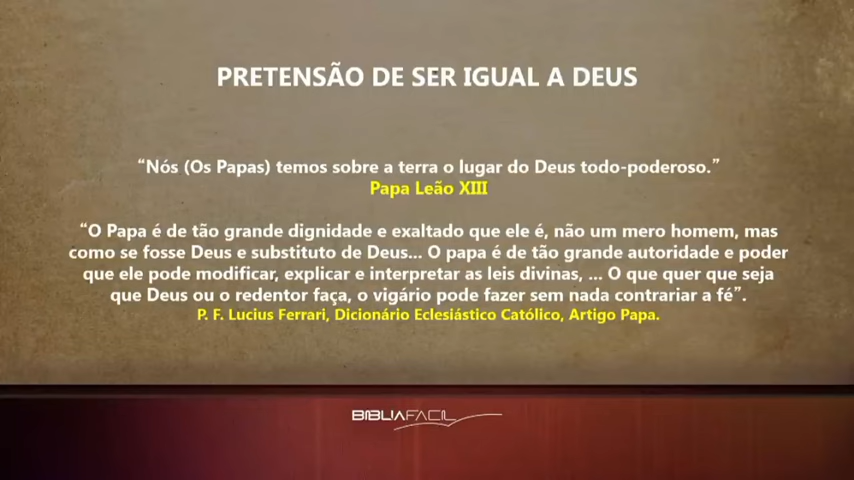 PRETENSÃO DE SER IGUAL A DEUS
“Nós (Os Papas) temos sobre a terra o lugar do Deus todo-poderoso.”
Papa Leão XIII
“O Papa é de tão grande dignidade e exaltado que ele é, não um mero homem, mas
como se fosse Deus e substituto de Deus... O papa é de tão grande autoridade e poder
que ele pode modificar, explicar e interpretar as leis divinas, ... O que quer que seja
que Deus ou o redentor faça, o vigário pode fazer sem nada contrariar a fé”.
P. F. Lucius Ferrari, Dicionário Eclesiástico Católico, Artigo Papa.
BIBLIAFACIL